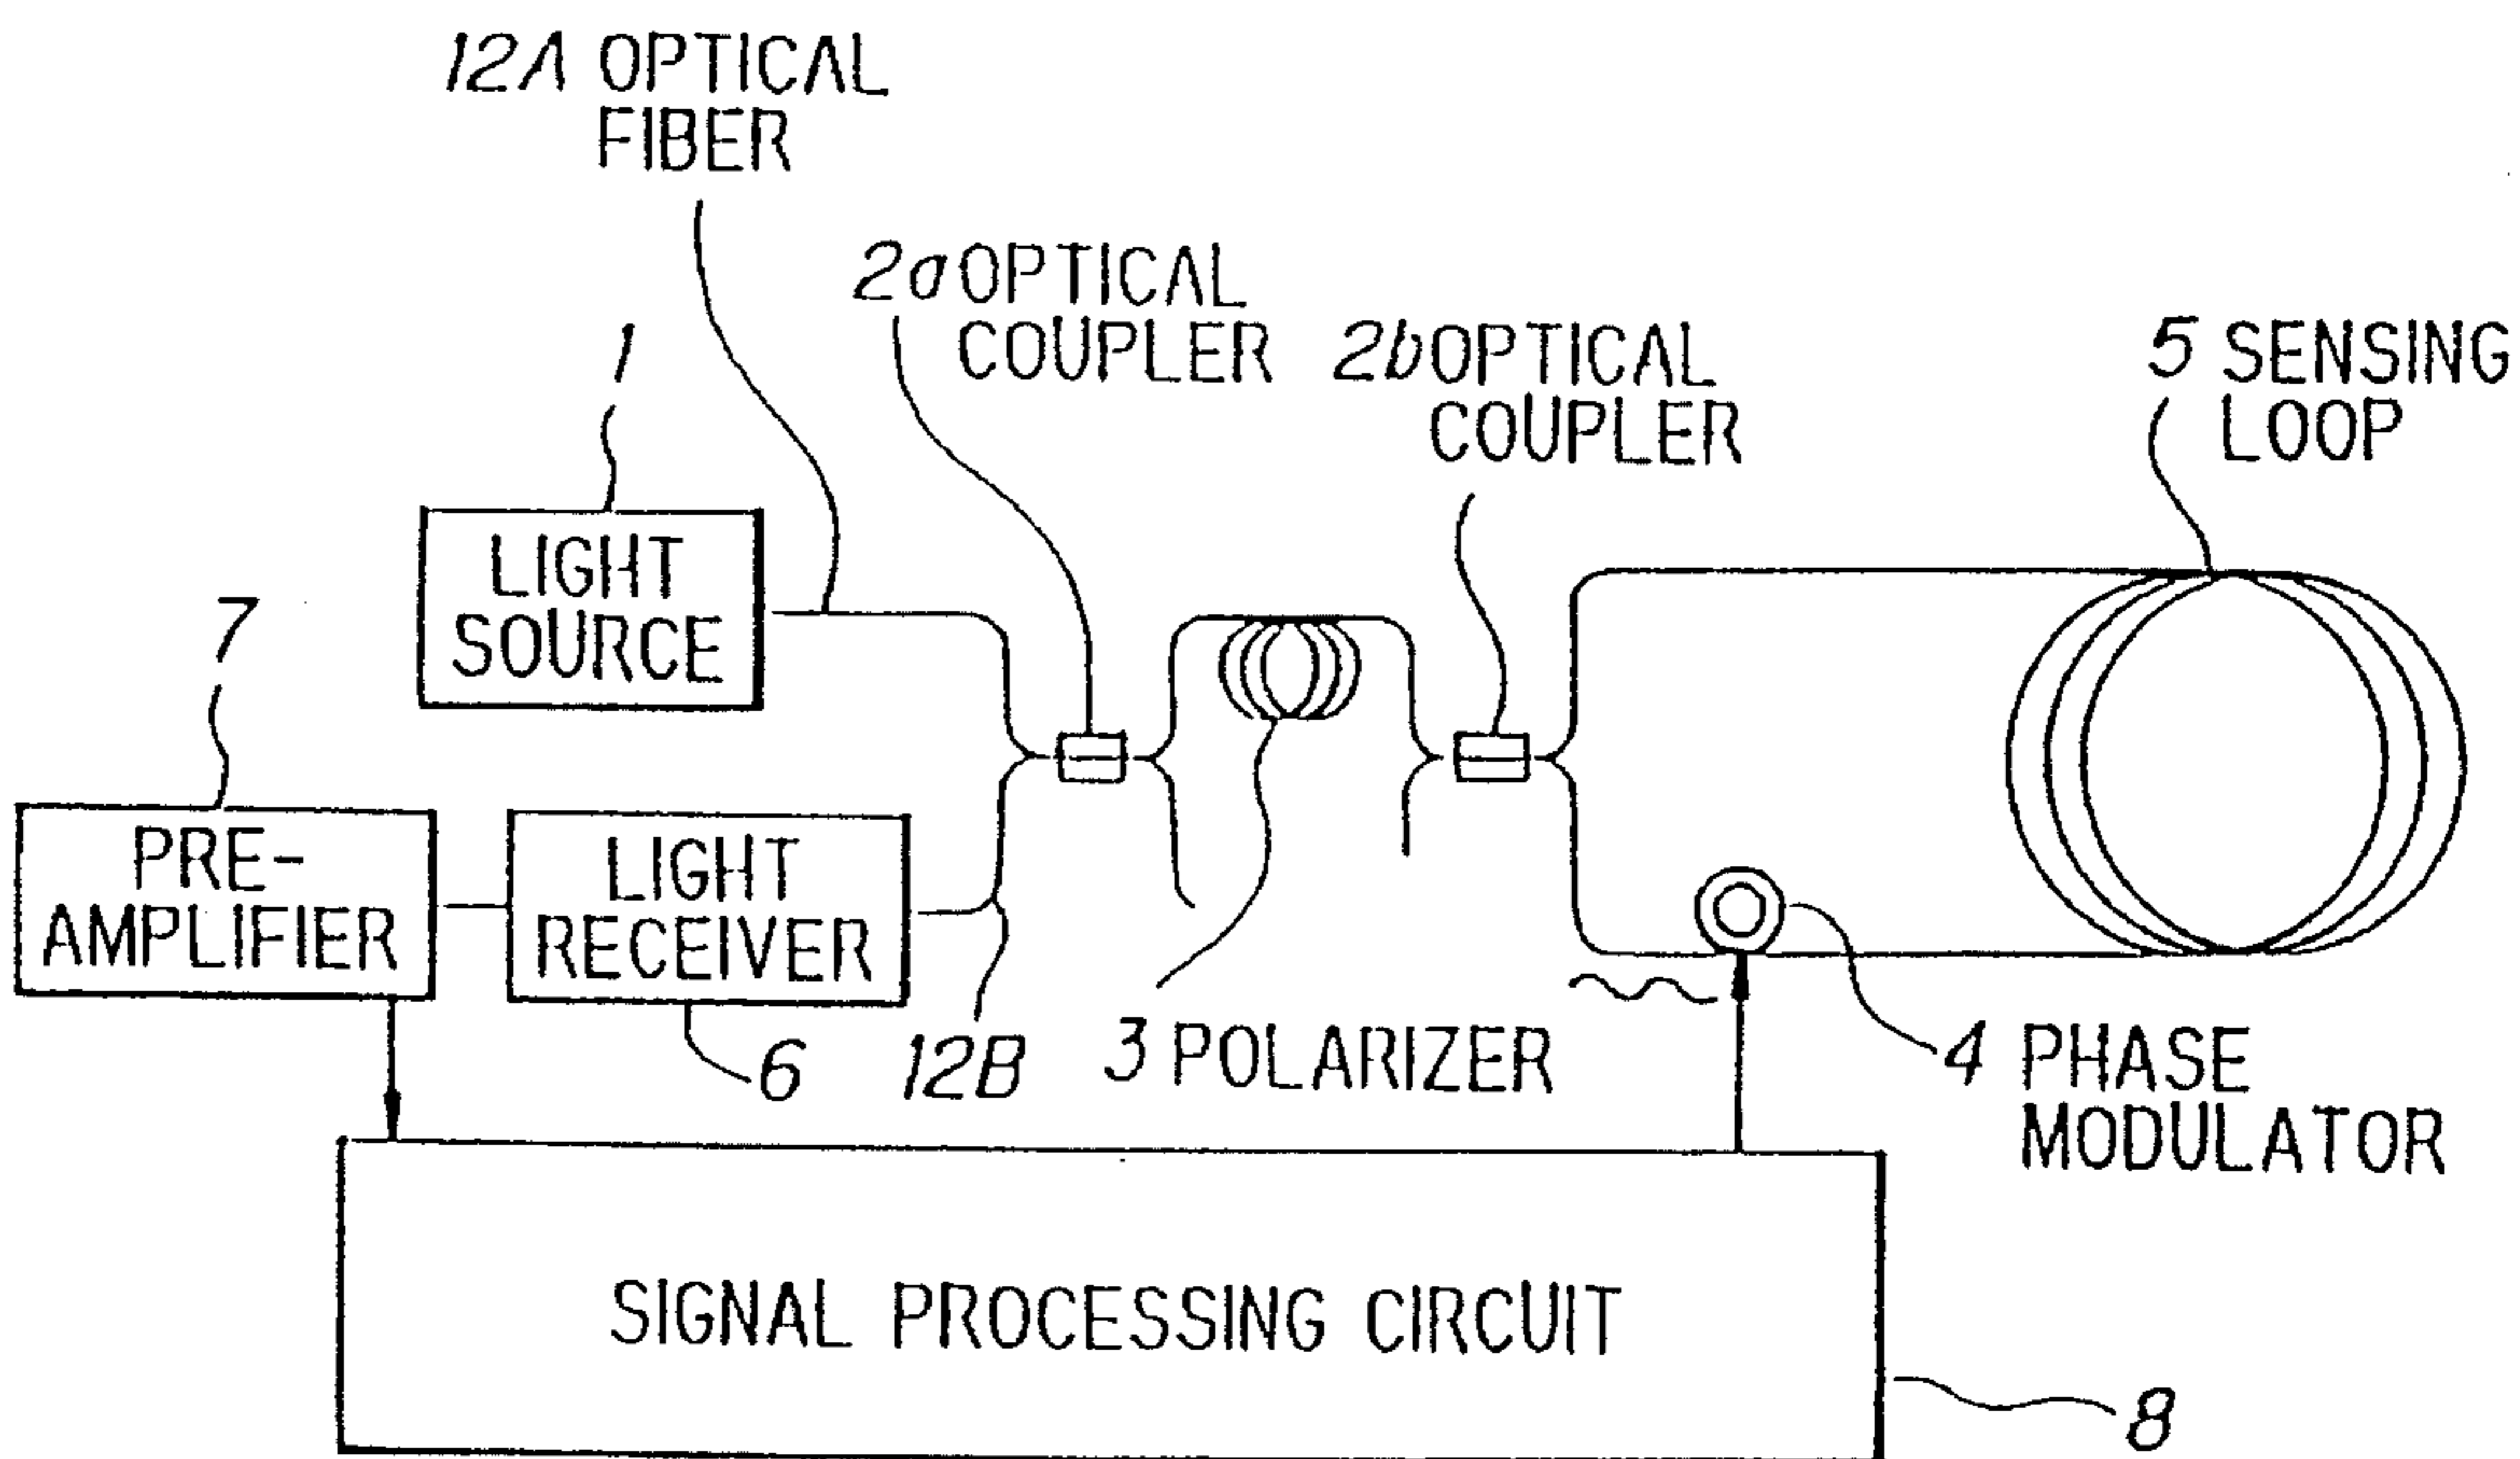 12A OPTICAL
FIBER
2a OPTICAL
COUPLER
1
2b OPTICAL
COUPLER
5 SENSING
LOOP
LIGHT
SOURCE
7
PRE-
AMPLIFIER
LIGHT
RECEIVER
6
12B
3 POLARIZER
4 PHASE
MODULATOR
SIGNAL PROCESSING CIRCUIT
8